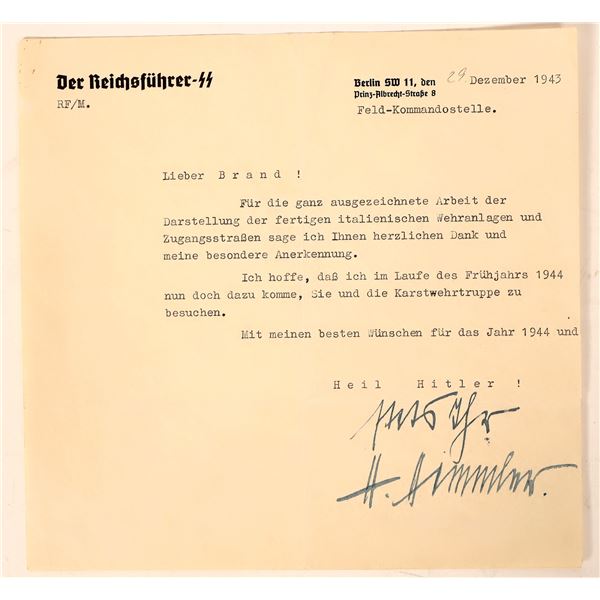 Der Reichsführer-SS
RF/M.
Berlin SW 11, den 29 Dezember 1943
Prinz-Albrecht-Straße 8
Feld-Kommandostelle.
Lieber B r a n d !
Für die ganz ausgezeichnete Arbeit der
Darstellung der fertigen italienischen Wehranlagen und
Zugangsstraßen sage ich Ihnen herzlichen Dank und
meine besondere Anerkennung.
Ich hoffe, daß ich im Laufe des Frühjahrs 1944
nun doch dazu komme, Sie und die Karstwehrtruppe zu
besuchen.
Mit meinen besten Wünschen für das Jahr 1944 und
H e i l H i t l e r !
stets Ihr
H. Himmler.